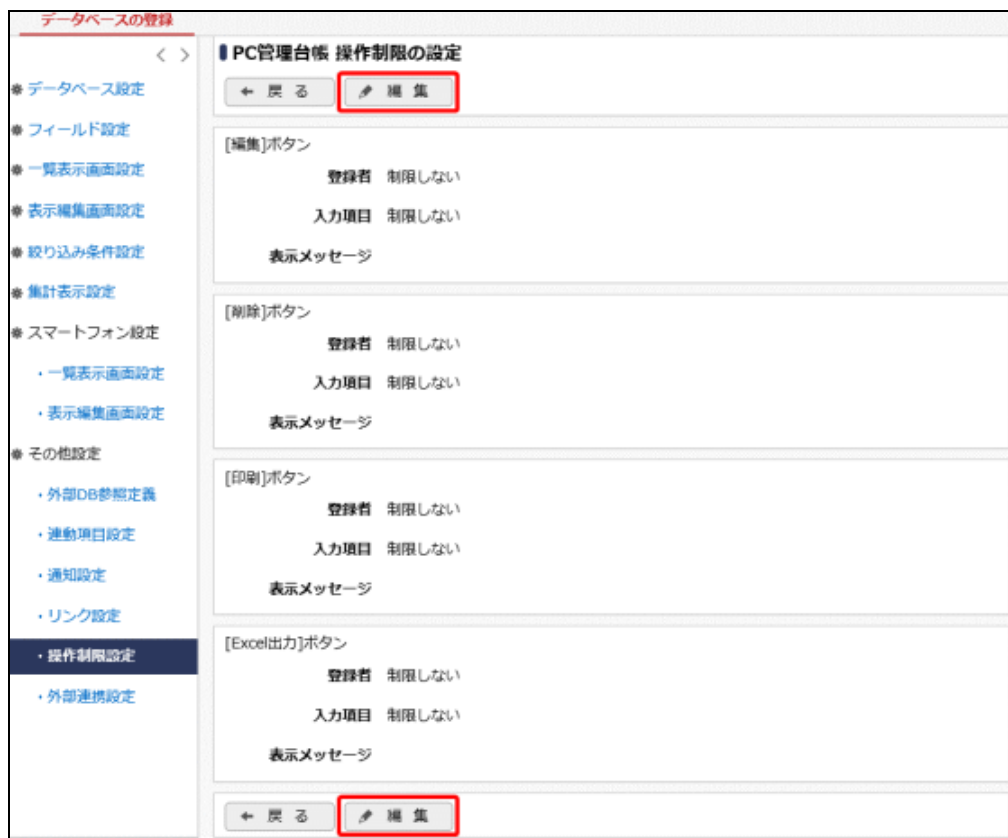 データベースの登録
データベース設定
フィールド設定
一覧表示画面設定
表示編集画面設定
絞り込み条件設定
集計表示設定
スマートフォン設定
・一覧表示画面設定
・表示編集画面設定
その他設定
・外部DB参照定義
・連動項目設定
・通知設定
・リンク設定
・操作制限設定
・外部連携設定
PC管理台帳 操作制限の設定
戻る 編集
[編集]ボタン
登録者 制限しない
入力項目 制限しない
表示メッセージ
[削除]ボタン
登録者 制限しない
入力項目 制限しない
表示メッセージ
[印刷]ボタン
登録者 制限しない
入力項目 制限しない
表示メッセージ
[Excel出力]ボタン
登録者 制限しない
入力項目 制限しない
表示メッセージ
戻る 編集